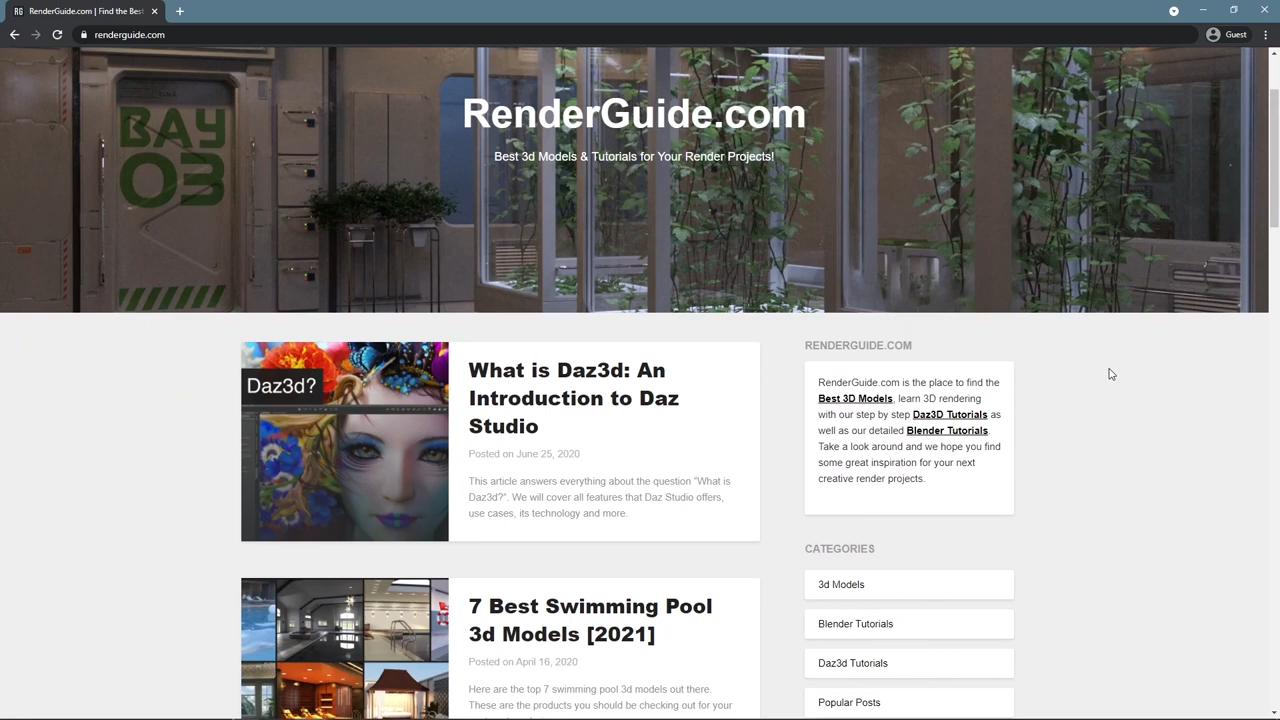 RG RenderGuide.com | Find the Bes
renderguide.com
Guest
BAY
03
RenderGuide.com
Best 3d Models & Tutorials for Your Render Projects!
Daz3d?
What is Daz3d: An
Introduction to Daz
Studio
Posted on June 25, 2020
This article answers everything about the question "What is
Daz3d?". We will cover all features that Daz Studio offers,
use cases, its technology and more.
7 Best Swimming Pool
3d Models [2021]
Posted on April 16, 2020
Here are the top 7 swimming pool 3d models out there.
These are the products you should be checking out for your
RENDERGUIDE.COM
RenderGuide.com is the place to find the
Best 3D Models, learn 3D rendering
with our step by step Daz3D Tutorials as
well as our detailed Blender Tutorials.
Take a look around and we hope you find
some great inspiration for your next
creative render projects.
CATEGORIES
3d Models
Blender Tutorials
Daz3d Tutorials
Popular Posts